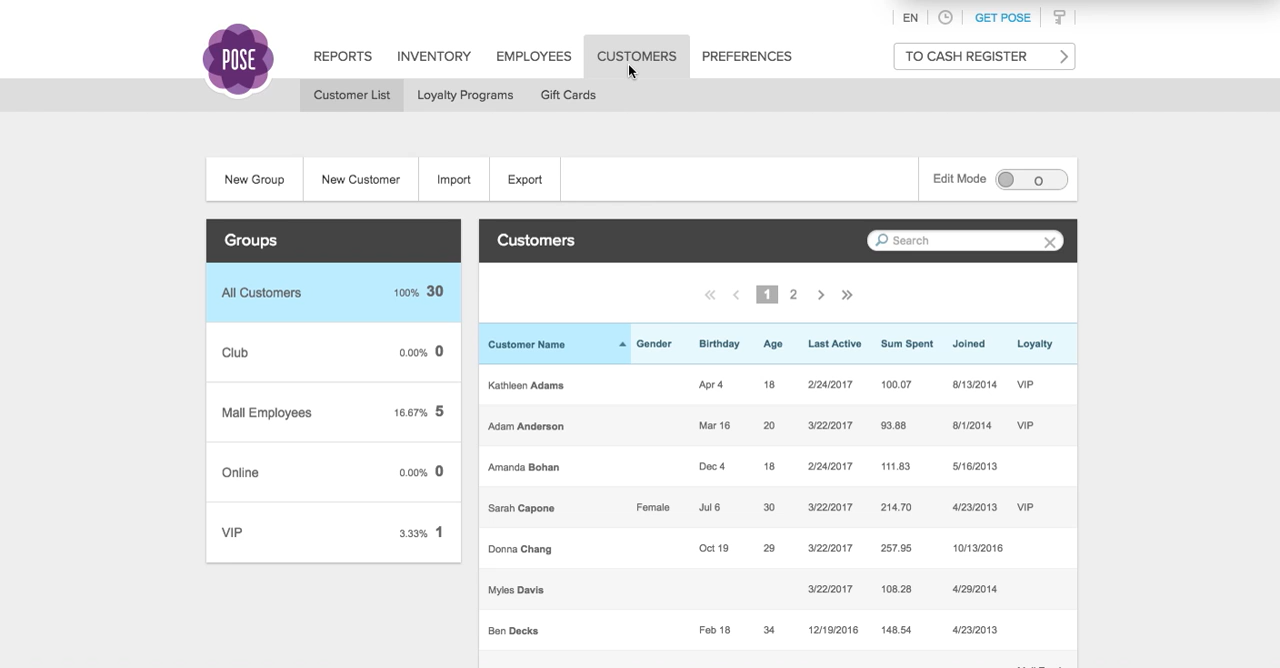 EN
GET POSE
POSE
REPORTS INVENTORY EMPLOYEES CUSTOMERS PREFERENCES
TO CASH REGISTER
Customer List Loyalty Programs Gift Cards
New Group New Customer Import Export
Edit Mode O
Groups
All Customers 100% 30
Club 0.00% 0
Mall Employees 16.67% 5
Online 0.00% 0
VIP 3.33% 1
Customers
Search
« ‹ 1 2 › »
Customer Name Gender Birthday Age Last Active Sum Spent Joined Loyalty
Kathleen Adams Apr 4 18 2/24/2017 100.07 8/13/2014 VIP
Adam Anderson Mar 16 20 3/22/2017 93.88 8/1/2014 VIP
Amanda Bohan Dec 4 18 2/24/2017 111.83 5/16/2013
Sarah Capone Female Jul 6 30 3/22/2017 214.70 4/23/2013 VIP
Donna Chang Oct 19 29 3/22/2017 257.95 10/13/2016
Myles Davis 3/22/2017 108.28 4/29/2014
Ben Decks Feb 18 34 12/19/2016 148.54 4/23/2013